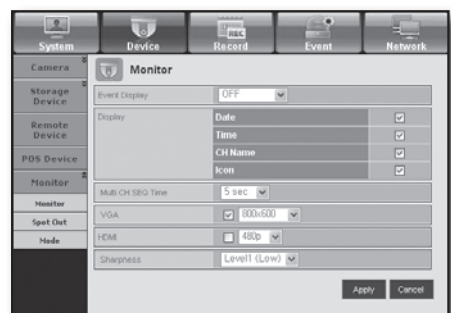 System Device Record Event Network
REC
Camera
Storage Device
Remote Device
POS Device
Monitor
Monitor
Spot Out
Mode
Monitor
Event Display OFF
Display Date
Time
CH Name
Icon
Multi CH SEQ Time 5 sec
VGA 800x600
HDMI 480p
Sharpness Level1 (Low)
Apply Cancel